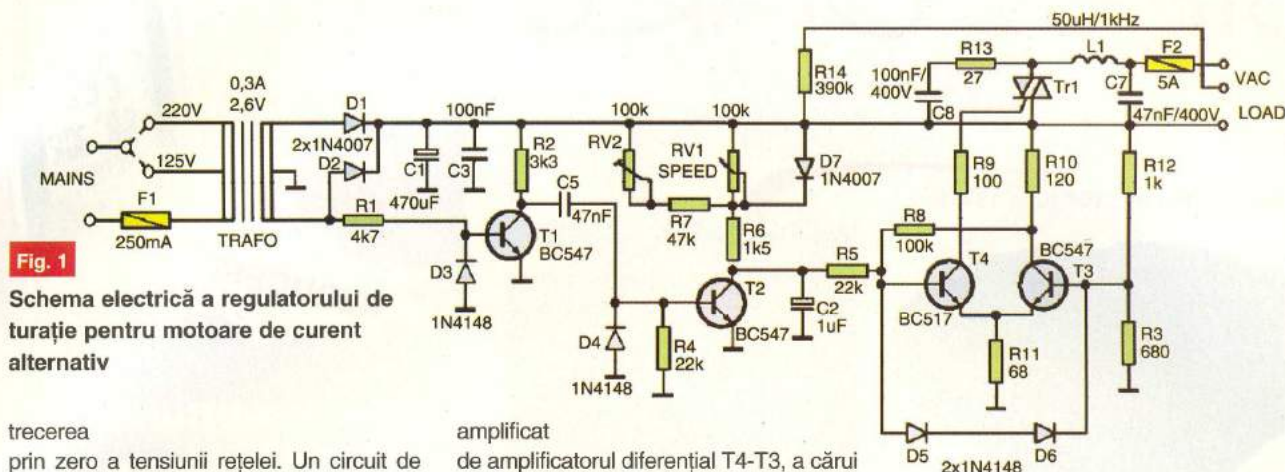 50uH/1kHz
0,3A
2,6V
220V
125V
MAINS
F1
250mA
TRAFO
D1
2x1N4007
D2
R1
4k7
C1
470uF
100nF
C3
R2
3k3
C5
47nF
T1
BC547
D3
1N4148
D4
1N4148
R4
22k
100k
RV2
100k
RV1
SPEED
R7
47k
R6
1k5
T2
BC547
R14
390k
D7
1N4007
C2
1uF
R5
22k
R8
100k
100nF/
400V
C8
R13
27
Tr1
L1
F2
5A
C7
47nF/400V
VAC
LOAD
R9
100
R10
120
R12
1k
T4
BC517
BC547
T3
R11
68
R3
680
D5
D6
2x1N4148
Fig. 1
Schema electrică a regulatorului de
turație pentru motoare de curent
alternativ
trecerea
prin zero a tensiunii rețelei. Un circuit de
amplificat
de amplificatorul diferențial T4-T3, a cărui